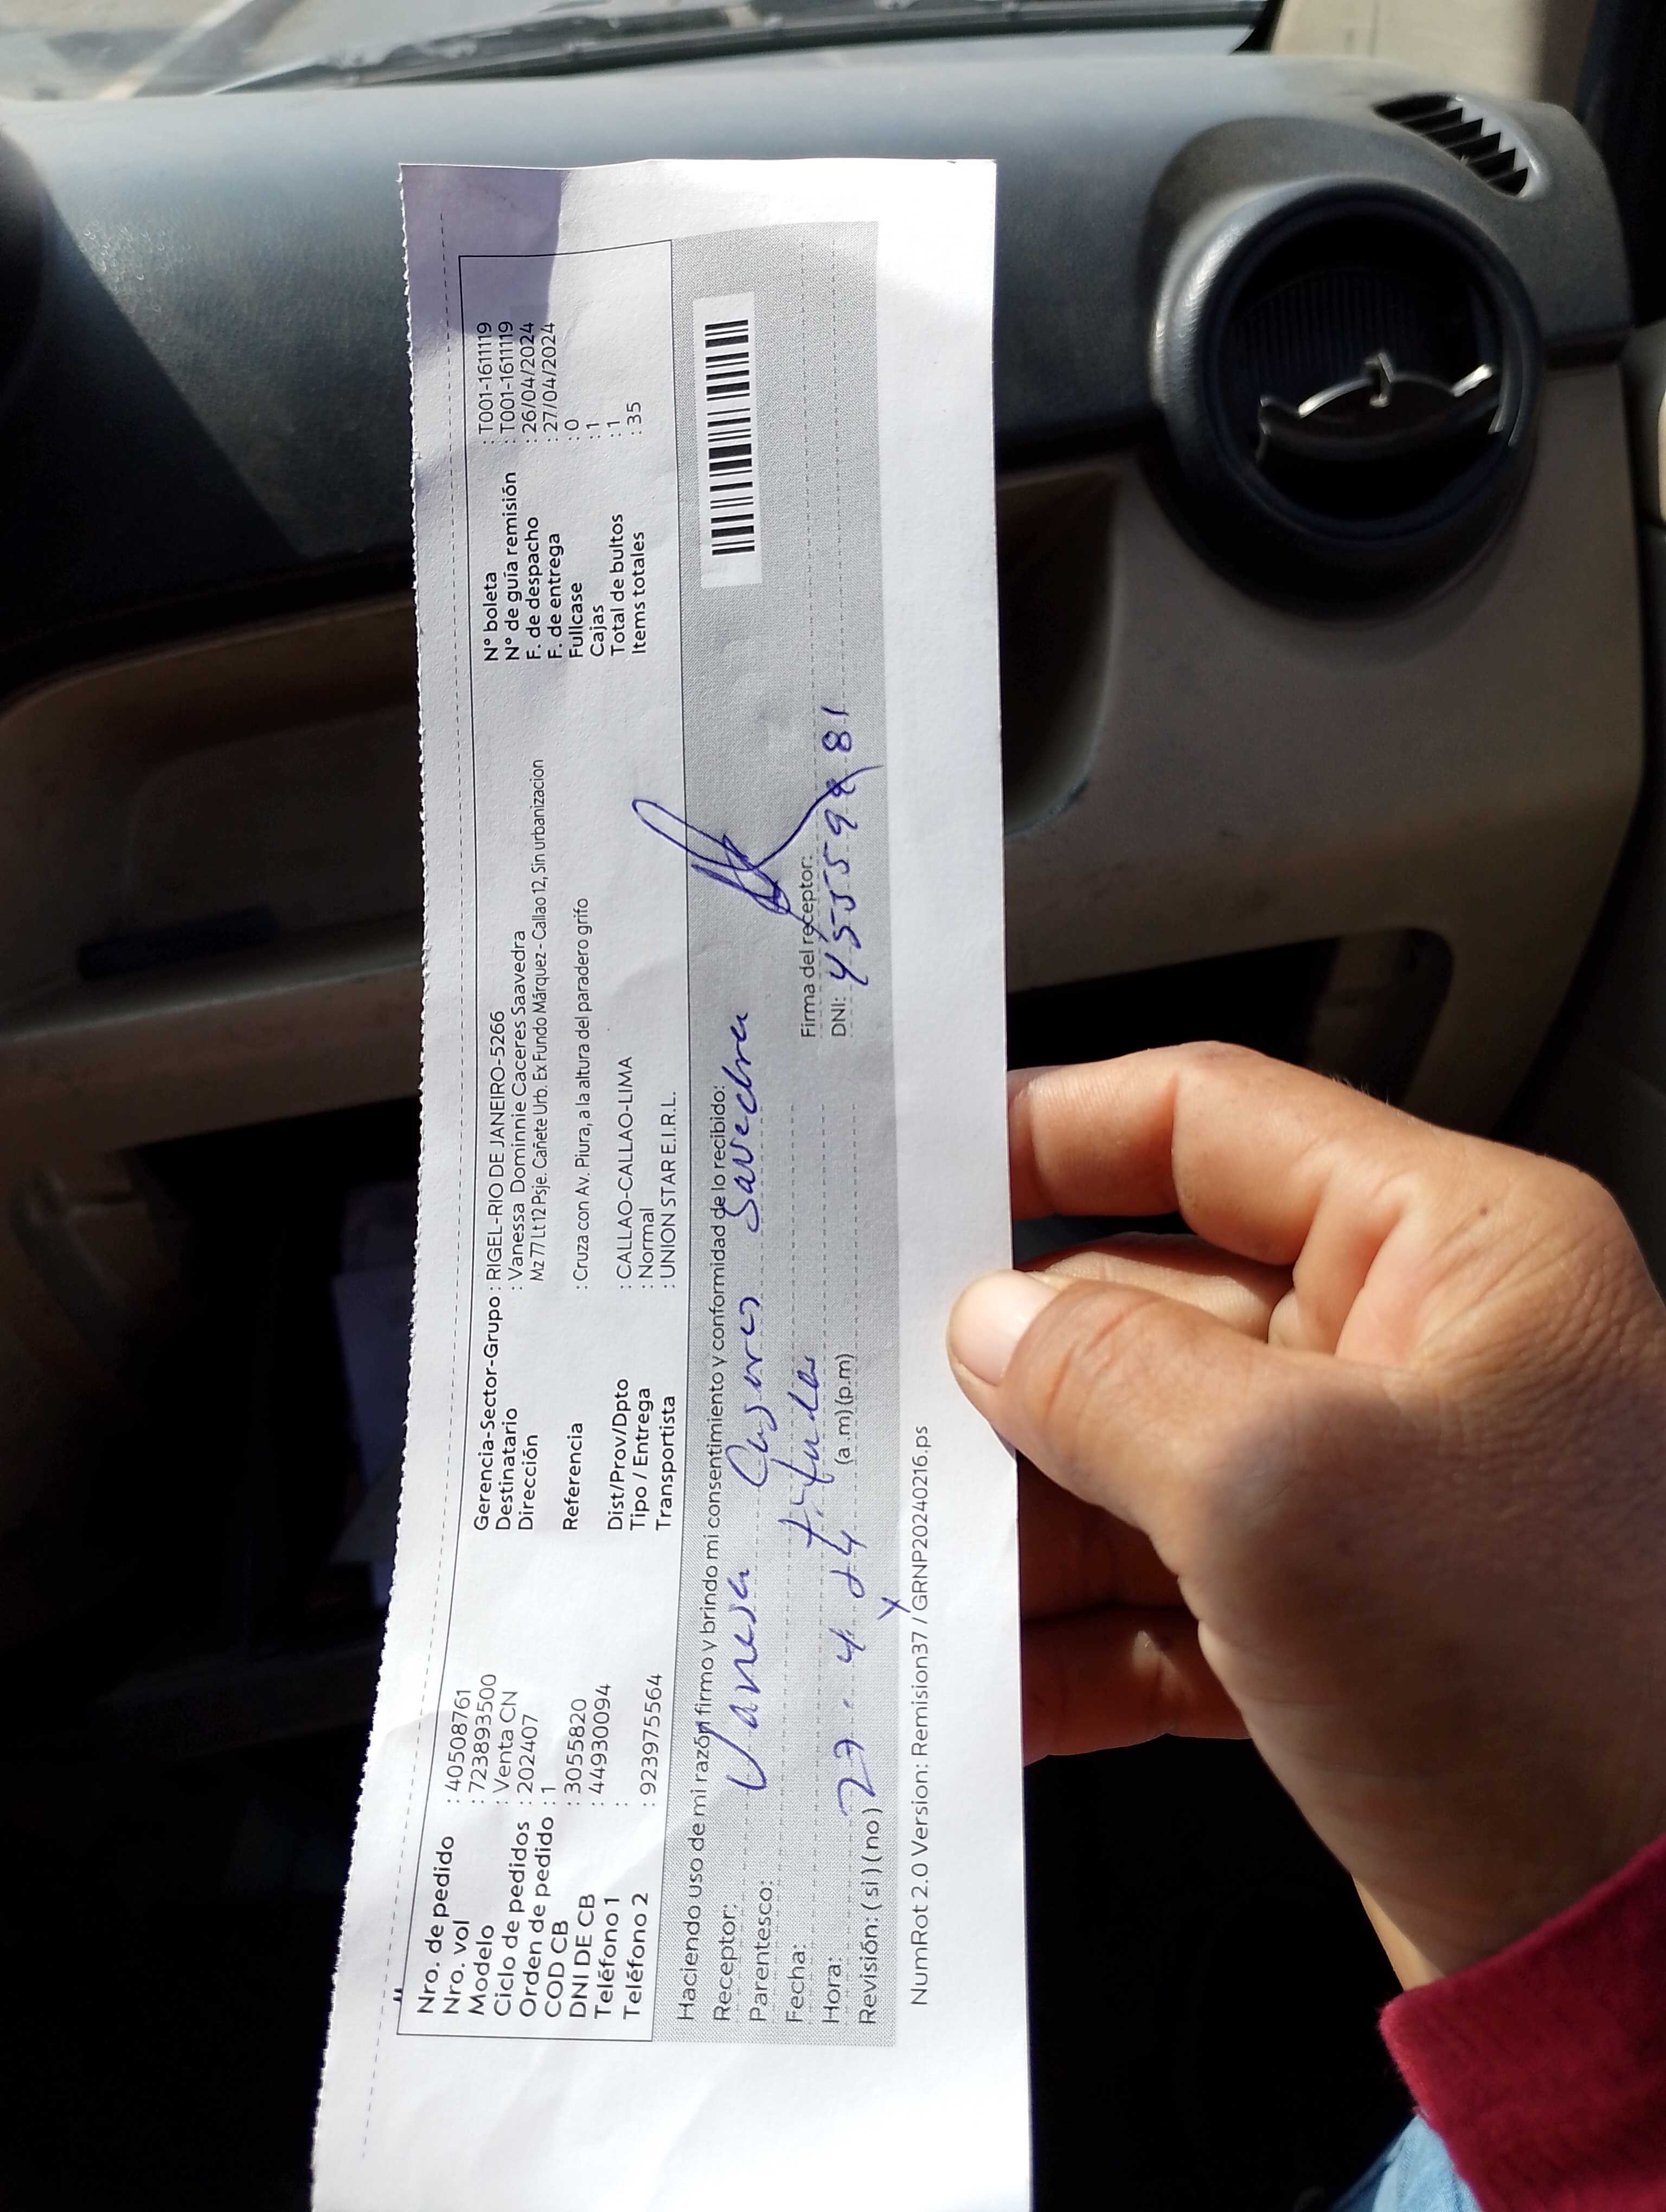 Nro. de pedido : 40508761
Nro. vol : 723893500
Modelo : Venta CN
Ciclo de pedidos : 202407
Orden de pedido : 1
COD CB : 3055820
DNI DE CB : 44930094
Teléfono 1 :
Teléfono 2 : 923975564
Gerencia-Sector-Grupo : RIGEL-RIO DE JANEIRO-5266
Destinatario : Vanessa Dominnie Caceres Saavedra
Dirección Mz 77 Lt 12 Psje. Cañete Urb. Ex Fundo Márquez - Callao 12, Sin urbanizacion
Referencia : Cruza con Av. Piura, a la altura del paradero grifo
Dist/Prov/Dpto : CALLAO-CALLAO-LIMA
Tipo / Entrega : Normal
Transportista : UNION STAR E.I.R.L.
N° boleta : T001-1611119
N° de guia remisión : T001-1611119
F. de despacho : 26/04/2024
F. de entrega : 27/04/2024
Fullcase : 0
Cajas : 1
Total de bultos : 1
Items totales : 35
Haciendo uso de mi razón firmo y brindo mi consentimiento y conformidad de lo recibido:
Receptor: Vanesa Saavedra
Parentesco: titular
Fecha: 27. 4. 24
Hora: (a .m) (p.m)
Revisión: ( si ) ( no )
Firma del receptor:
DNI:
NumRot 2.0 Version: Remision37 / GRNP20240216.ps